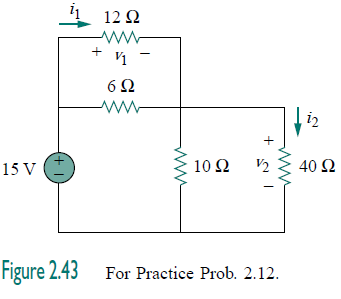 i1 12 Ω
+ v1 −
6 Ω
i2
15 V + − 10 Ω + v2 − 40 Ω
Figure 2.43 For Practice Prob. 2.12.